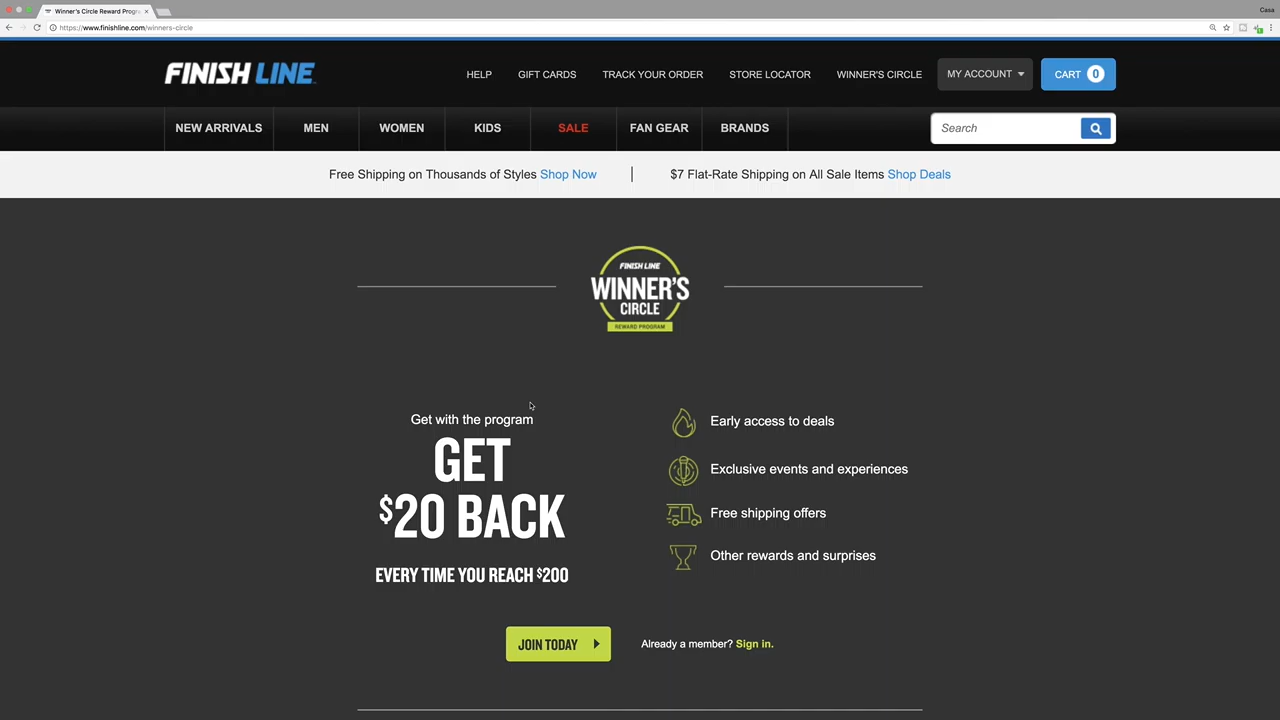 Winner's Circle Reward Progr
Casa
https://www.finishline.com/winners-circle
FINISH LINE
HELP
GIFT CARDS
TRACK YOUR ORDER
STORE LOCATOR
WINNER'S CIRCLE
MY ACCOUNT
CART 0
NEW ARRIVALS
MEN
WOMEN
KIDS
SALE
FAN GEAR
BRANDS
Search
Free Shipping on Thousands of Styles Shop Now
$7 Flat-Rate Shipping on All Sale Items Shop Deals
FINISH LINE
WINNER'S
CIRCLE
REWARD PROGRAM
Get with the program
GET
$20 BACK
EVERY TIME YOU REACH $200
Early access to deals
Exclusive events and experiences
Free shipping offers
Other rewards and surprises
JOIN TODAY
Already a member? Sign in.